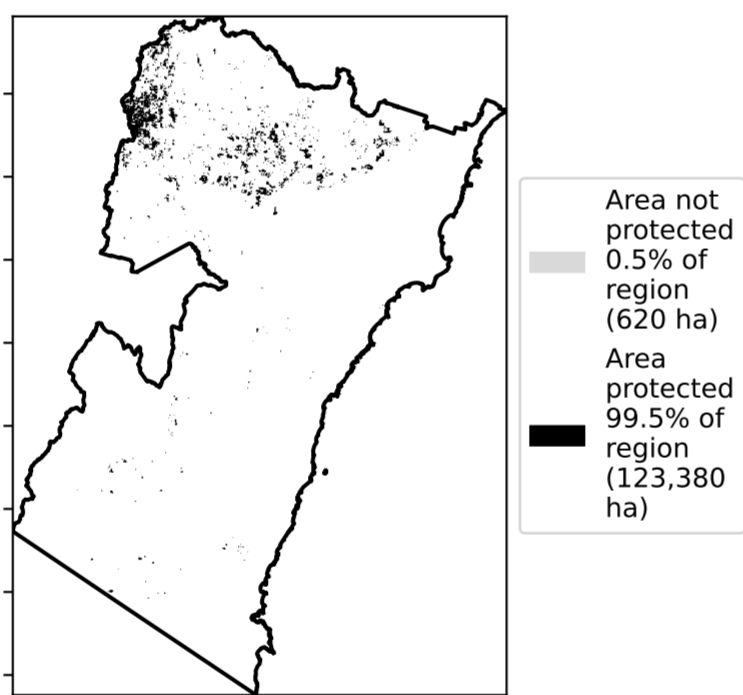 Area not
protected
0.5% of
region
(620 ha)
Area
protected
99.5% of
region
(123,380
ha)